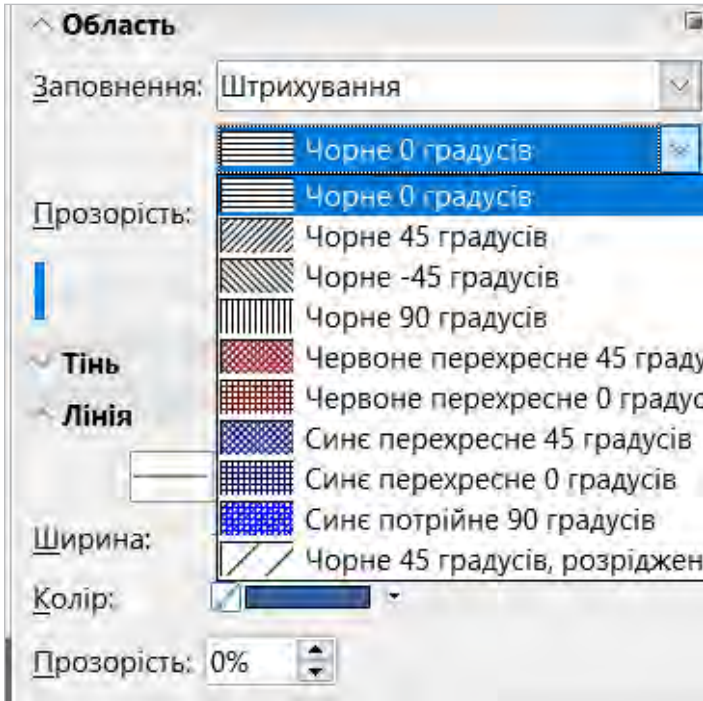 Область
Заповнення: Штрихування
Чорне 0 градусів
Чорне 0 градусів
Прозорість:
Чорне 45 градусів
Чорне -45 градусів
Чорне 90 градусів
Червоне перехресне 45 граду
Тінь
Червоне перехресне 0 градус
Лінія
Синє перехресне 45 градусів
Синє перехресне 0 градусів
Синє потрійне 90 градусів
Ширина:
Чорне 45 градусів, розріджен
Колір:
Прозорість: 0%